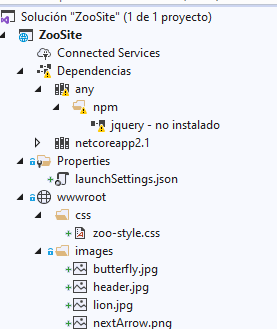 Solución "ZooSite" (1 de 1 proyecto)
ZooSite
Connected Services
Dependencias
any
npm
jquery - no instalado
netcoreapp2.1
Properties
launchSettings.json
wwwroot
css
zoo-style.css
images
butterfly.jpg
header.jpg
lion.jpg
nextArrow.png